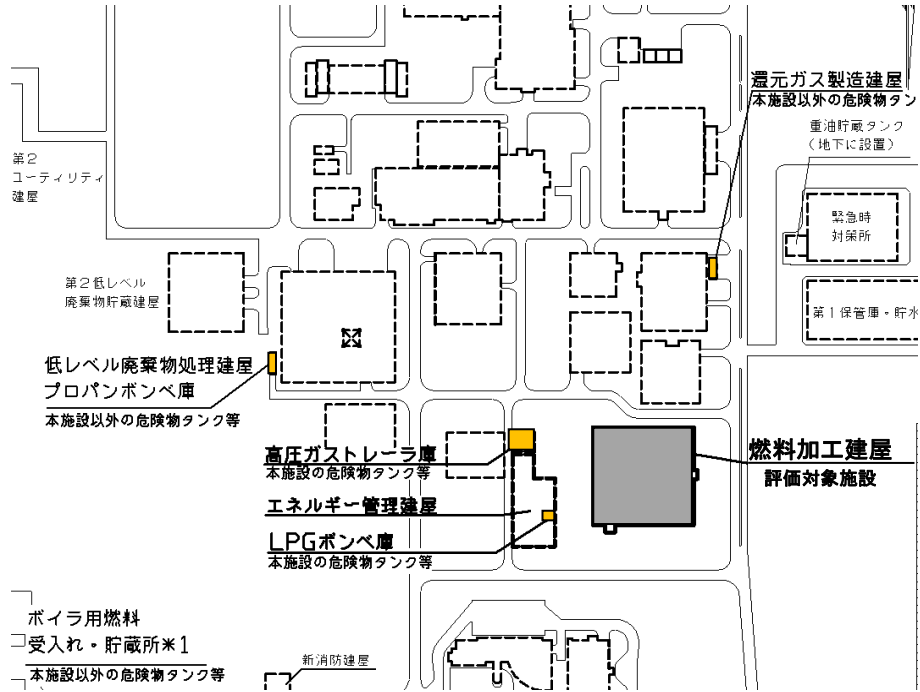 還元ガス製造建屋
本施設以外の危険物タン
重油貯蔵タンク
（地下に設置）
第２
ユーティリティ
建屋
緊急時
対策所
第２低レベル
廃棄物貯蔵建屋
第１保管庫・貯水
低レベル廃棄物処理建屋
プロパンボンベ庫
本施設以外の危険物タンク等
高圧ガストレーラ庫
本施設の危険物タンク等
燃料加工建屋
評価対象施設
エネルギー管理建屋
LPGボンベ庫
本施設の危険物タンク等
ボイラ用燃料
受入れ・貯蔵所＊1
本施設以外の危険物タンク等
新消防建屋